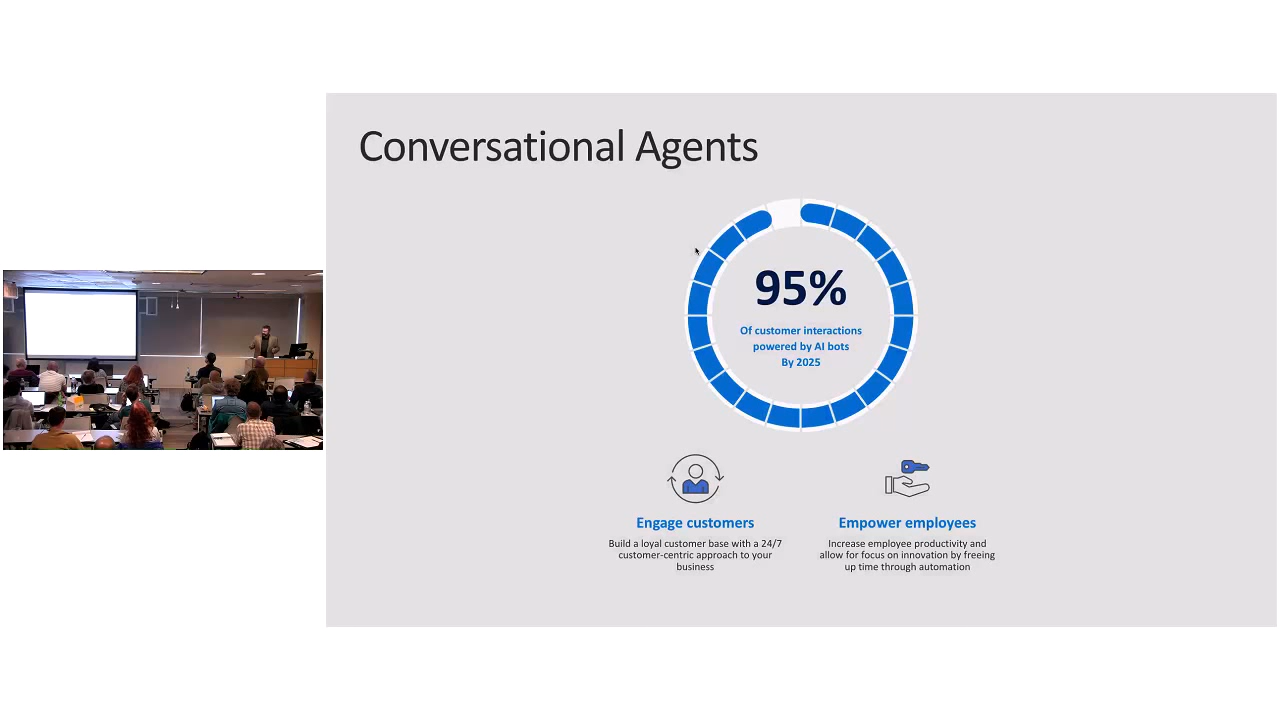 Conversational Agents
95%
Of customer interactions
powered by AI bots
By 2025
Engage customers
Build a loyal customer base with a 24/7
customer-centric approach to your
business
Empower employees
Increase employee productivity and
allow for focus on innovation by freeing
up time through automation